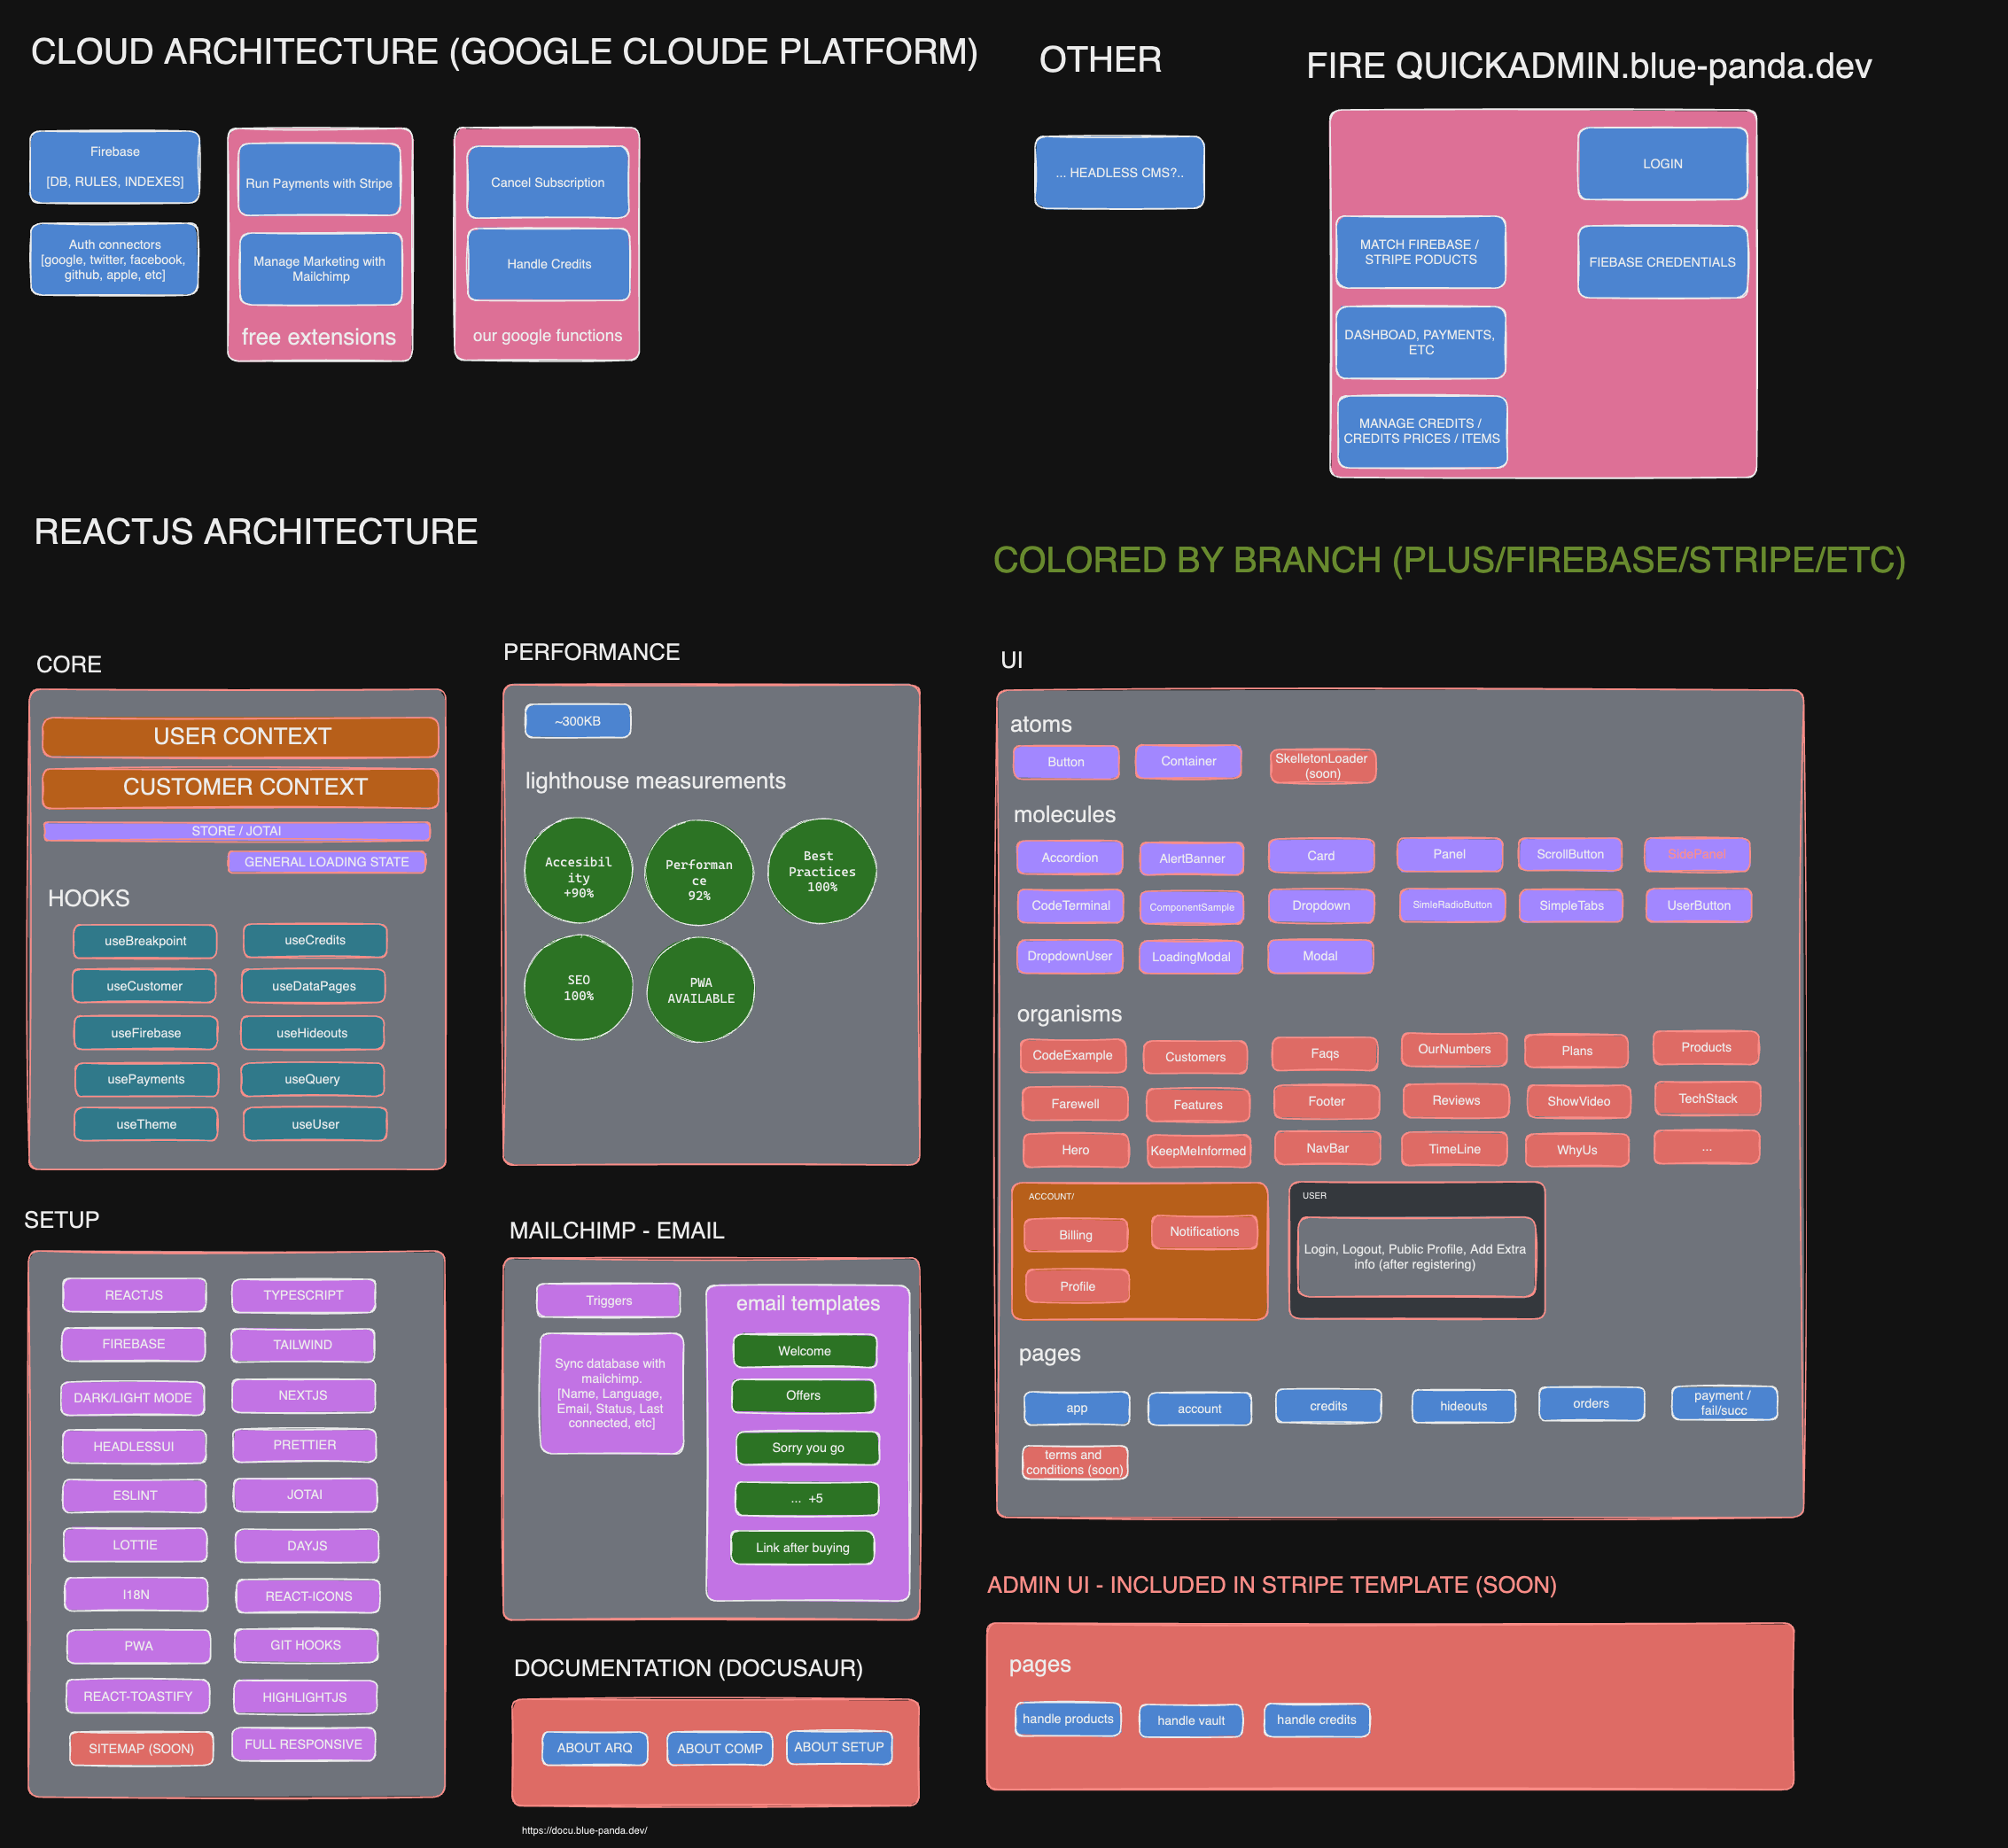 CLOUD ARCHITECTURE (GOOGLE CLOUDE PLATFORM)
Firebase
[DB, RULES, INDEXES]
Auth connectors
[google, twitter, facebook,
github, apple, etc]
Run Payments with Stripe
Manage Marketing with
Mailchimp
free extensions
Cancel Subscription
Handle Credits
our google functions
OTHER
... HEADLESS CMS?..
FIRE QUICKADMIN.blue-panda.dev
LOGIN
MATCH FIREBASE /
STRIPE PODUCTS
FIEBASE CREDENTIALS
DASHBOAD, PAYMENTS,
ETC
MANAGE CREDITS /
CREDITS PRICES / ITEMS
REACTJS ARCHITECTURE
COLORED BY BRANCH (PLUS/FIREBASE/STRIPE/ETC)
CORE
USER CONTEXT
CUSTOMER CONTEXT
STORE / JOTAI
GENERAL LOADING STATE
HOOKS
useBreakpoint
useCredits
useCustomer
useDataPages
useFirebase
useHideouts
usePayments
useQuery
useTheme
useUser
PERFORMANCE
~300KB
lighthouse measurements
Accesibil
ity
+90%
Performan
ce
92%
Best
Practices
100%
SEO
100%
PWA
AVAILABLE
UI
atoms
Button
Container
SkelletonLoader
(soon)
molecules
Accordion
AlertBanner
Card
Panel
ScrollButton
SidePanel
CodeTerminal
ComponentSample
Dropdown
SimleRadioButton
SimpleTabs
UserButton
DropdownUser
LoadingModal
Modal
organisms
CodeExample
Customers
Faqs
OurNumbers
Plans
Products
Farewell
Features
Footer
Reviews
ShowVideo
TechStack
Hero
KeepMeInformed
NavBar
TimeLine
WhyUs
...
ACCOUNT/
Billing
Notifications
Profile
USER
Login, Logout, Public Profile, Add Extra
info (after registering)
pages
app
account
credits
hideouts
orders
payment /
fail/succ
terms and
conditions (soon)
SETUP
REACTJS
TYPESCRIPT
FIREBASE
TAILWIND
DARK/LIGHT MODE
NEXTJS
HEADLESSUI
PRETTIER
ESLINT
JOTAI
LOTTIE
DAYJS
I18N
REACT-ICONS
PWA
GIT HOOKS
REACT-TOASTIFY
HIGHLIGHTJS
SITEMAP (SOON)
FULL RESPONSIVE
MAILCHIMP - EMAIL
Triggers
Sync database with
mailchimp.
[Name, Language,
Email, Status, Last
connected, etc]
email templates
Welcome
Offers
Sorry you go
... +5
Link after buying
DOCUMENTATION (DOCUSAUR)
ABOUT ARQ
ABOUT COMP
ABOUT SETUP
https://docu.blue-panda.dev/
ADMIN UI - INCLUDED IN STRIPE TEMPLATE (SOON)
pages
handle products
handle vault
handle credits